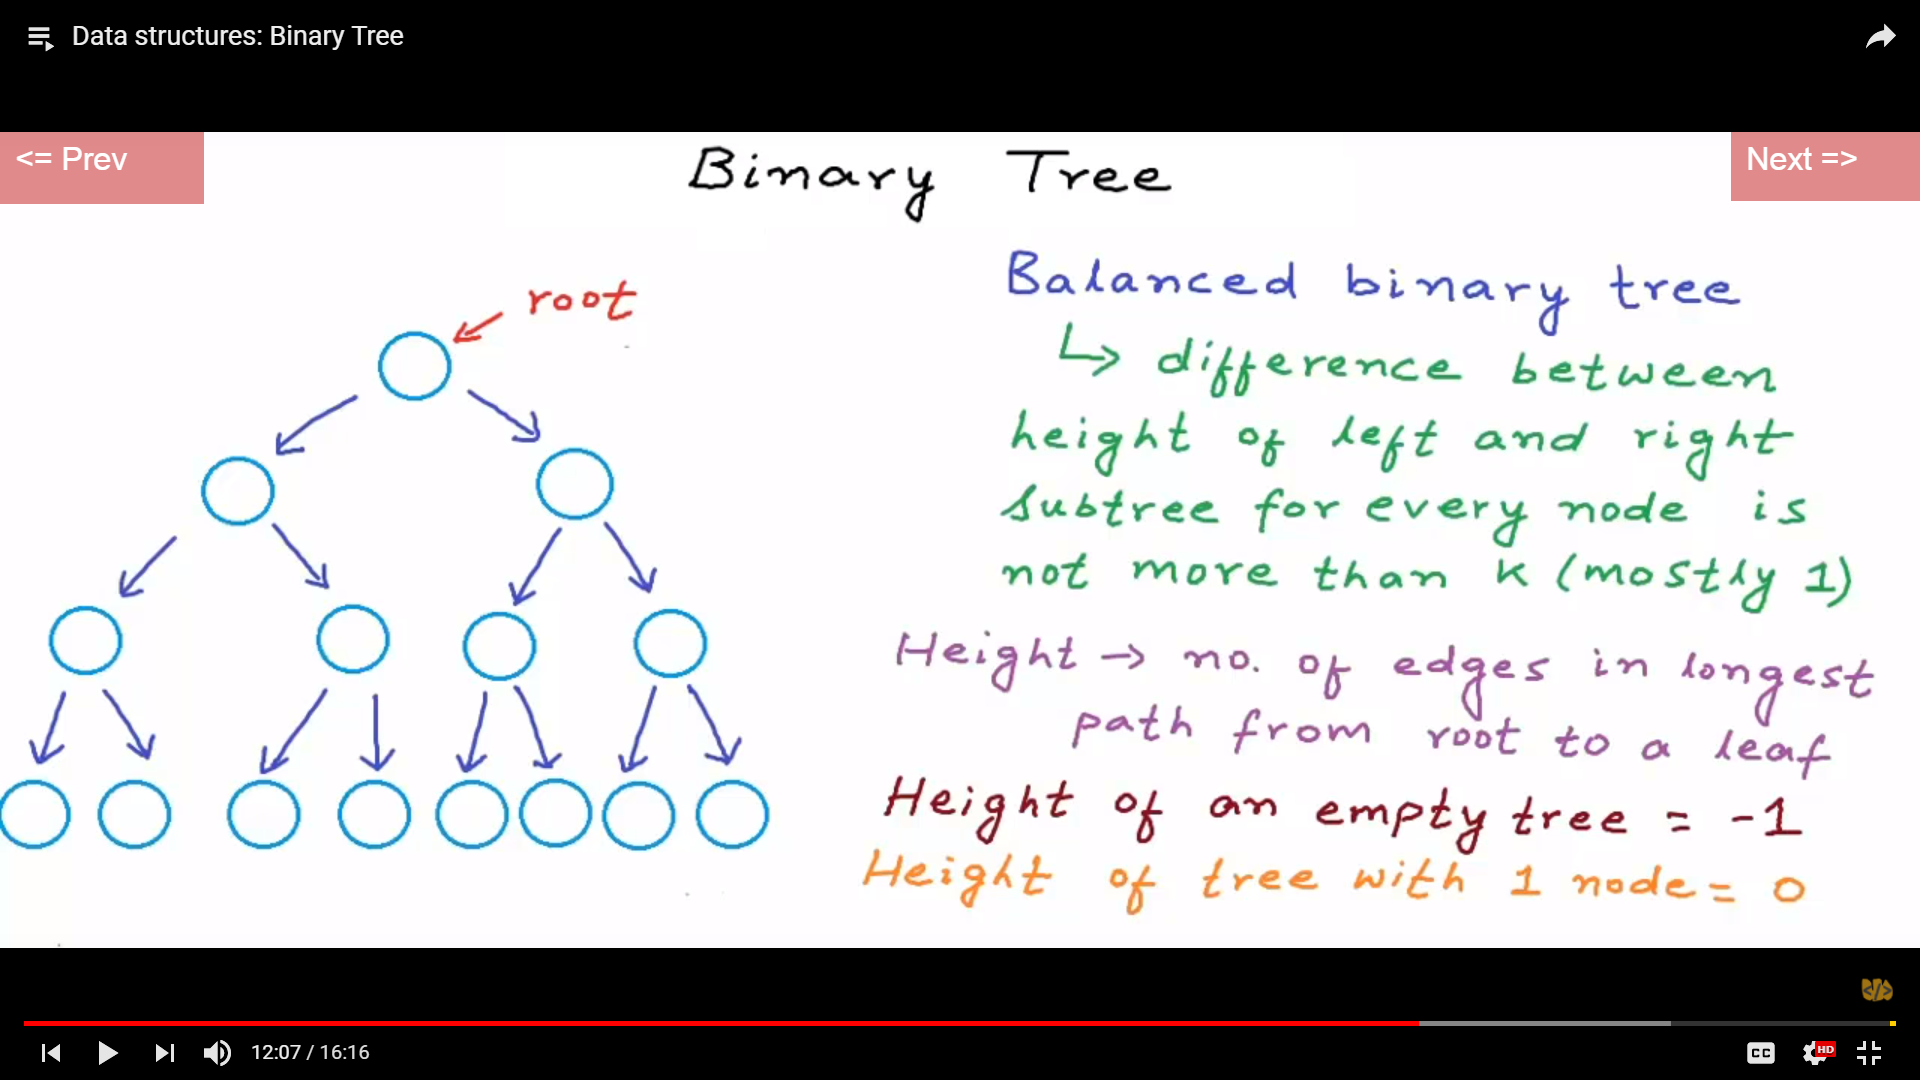 Data structures: Binary Tree
<= Prev
Next =>
Binary Tree
root
Balanced binary tree
↳ difference between
height of left and right
subtree for every node is
not more than k (mostly 1)
Height → no. of edges in longest
path from root to a leaf
Height of an empty tree = -1
Height of tree with 1 node = 0
</>
12:07 / 16:16
CC
HD